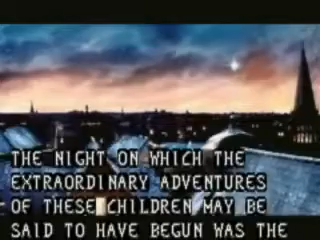 THE NIGHT ON WHICH THE
EXTRAORDINARY ADVENTURES
OF THESE CHILDREN MAY BE
SAID TO HAVE BEGUN WAS THE